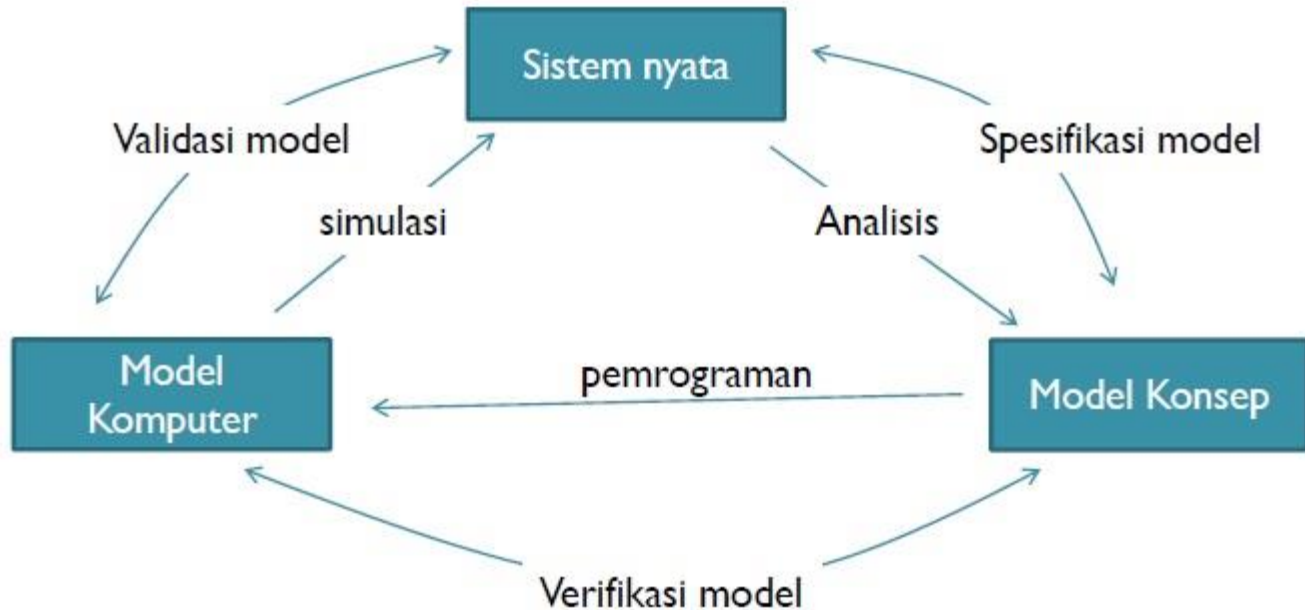 Sistem nyata
Validasi model
Spesifikasi model
simulasi
Analisis
Model
Komputer
pemrograman
Model Konsep
Verifikasi model